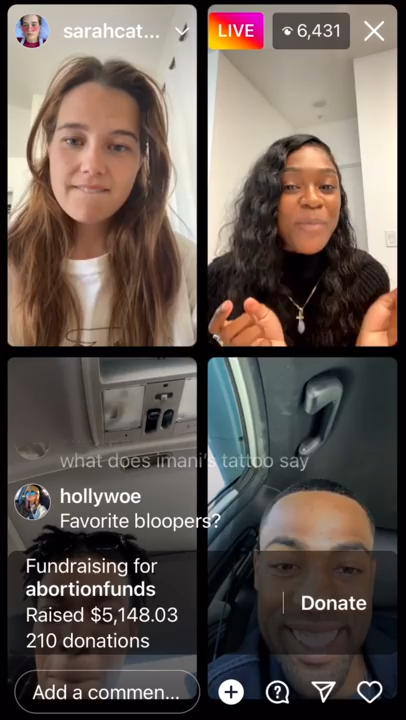 sarahcat...
LIVE
6,431
what does imani's tattoo say
hollywoe
Favorite bloopers?
Fundraising for
abortionfunds
Raised $5,148.03
210 donations
Donate
Add a commen...